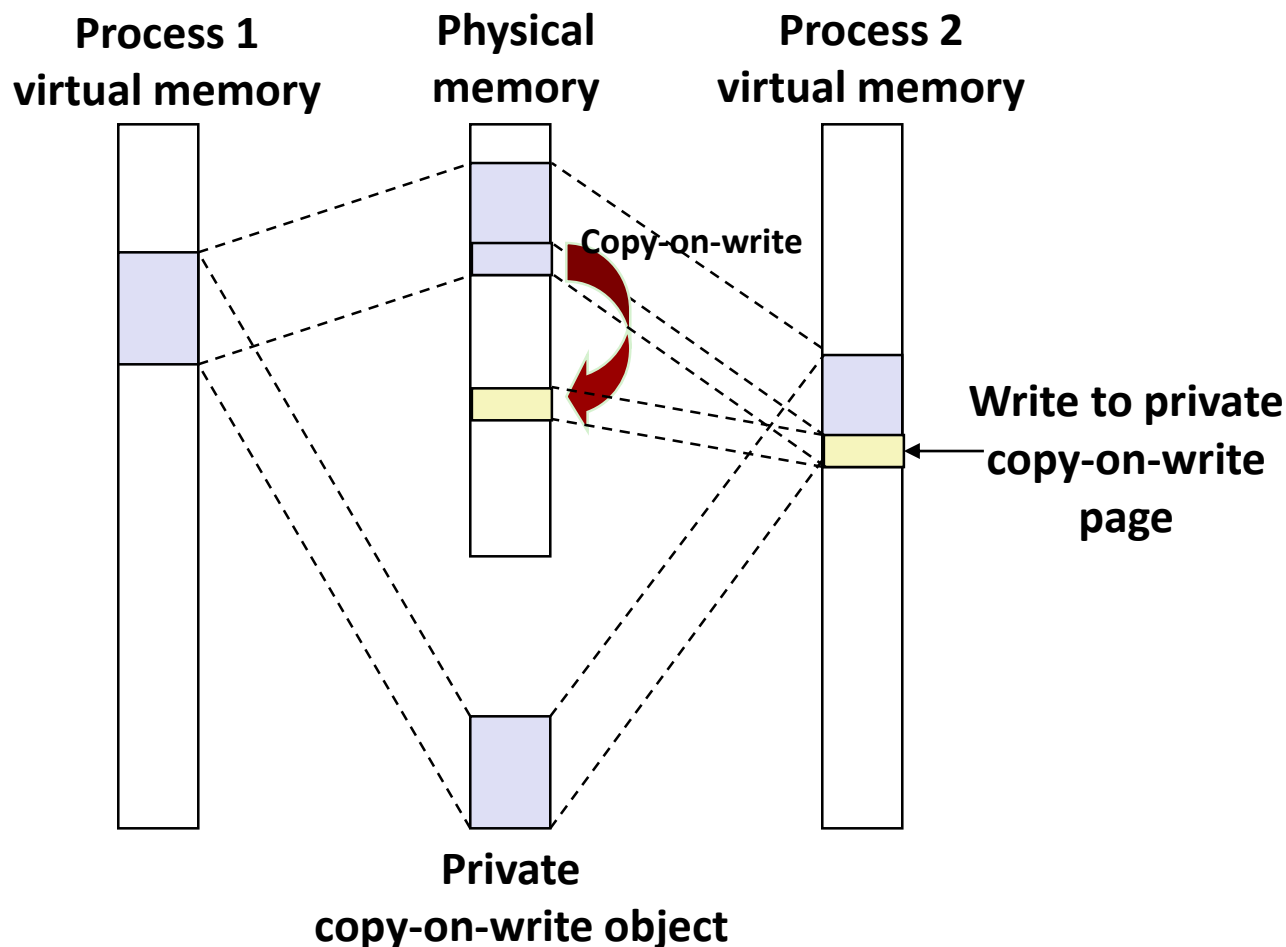 Process 1
virtual memory
Physical
memory
Process 2
virtual memory
Copy-on-write
Write to private
copy-on-write
page
Private
copy-on-write object